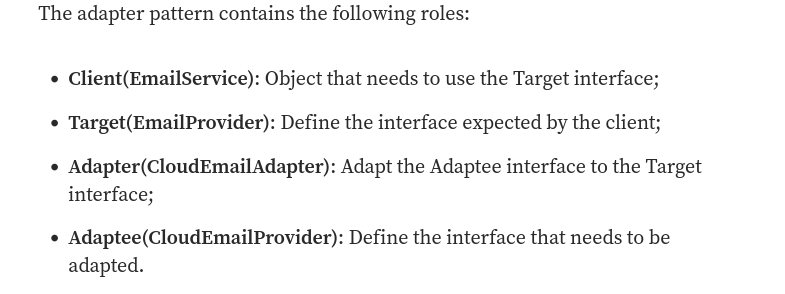 The adapter pattern contains the following roles:
• Client(EmailService): Object that needs to use the Target interface;
• Target(EmailProvider): Define the interface expected by the client;
• Adapter(CloudEmailAdapter): Adapt the Adaptee interface to the Target
interface;
• Adaptee(CloudEmailProvider): Define the interface that needs to be
adapted.